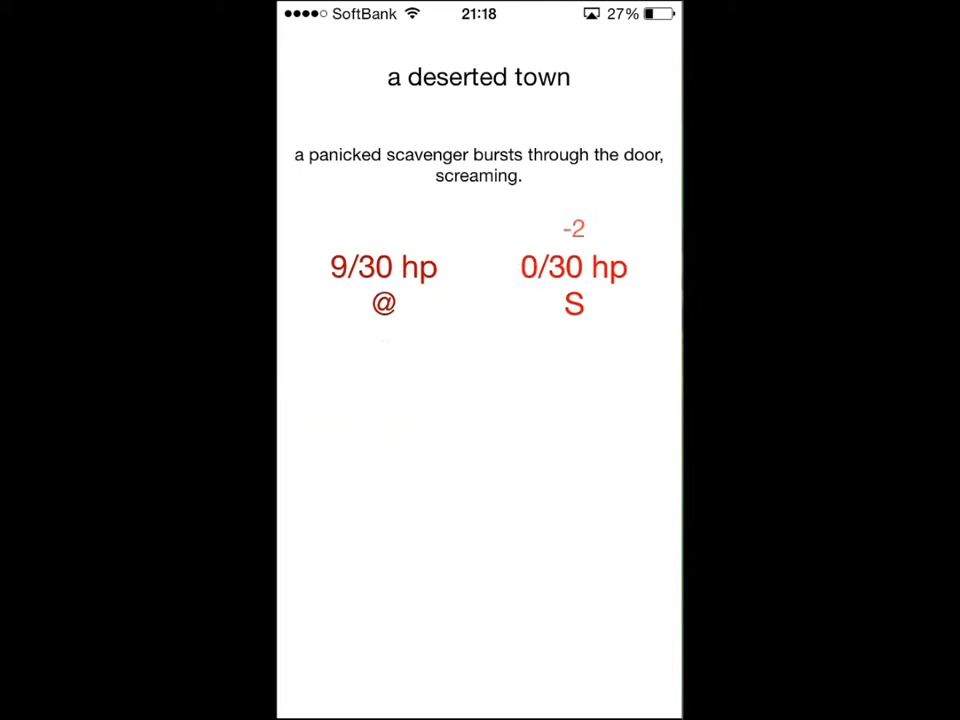 SoftBank 21:18 27%
a deserted town
a panicked scavenger bursts through the door,
screaming.
-2
9/30 hp 0/30 hp
@ S